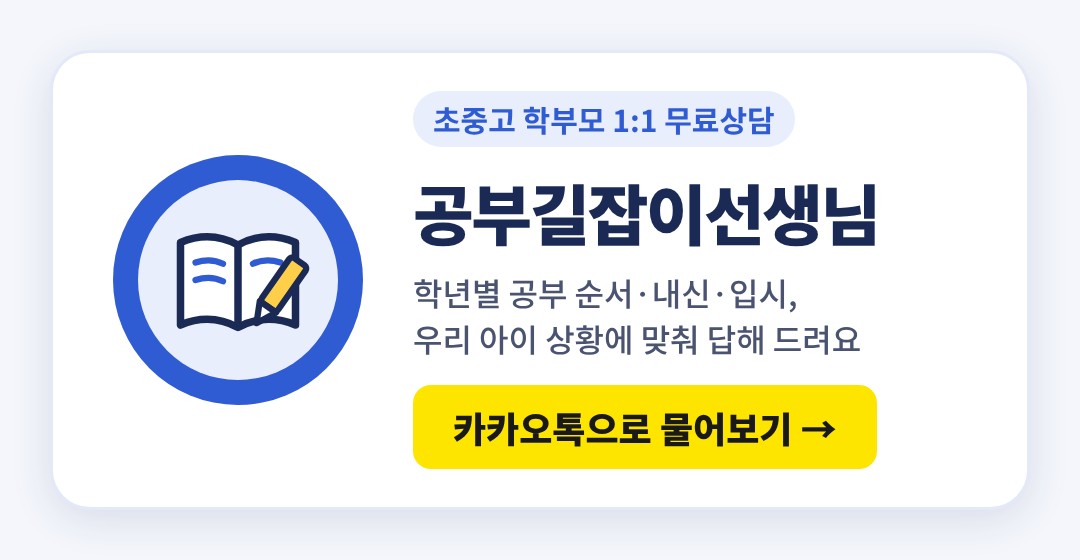 초중고 학부모 1:1 무료상담
공부길잡이선생님
학년별 공부 순서·내신·입시,
우리 아이 상황에 맞춰 답해 드려요
카카오톡으로 물어보기 →